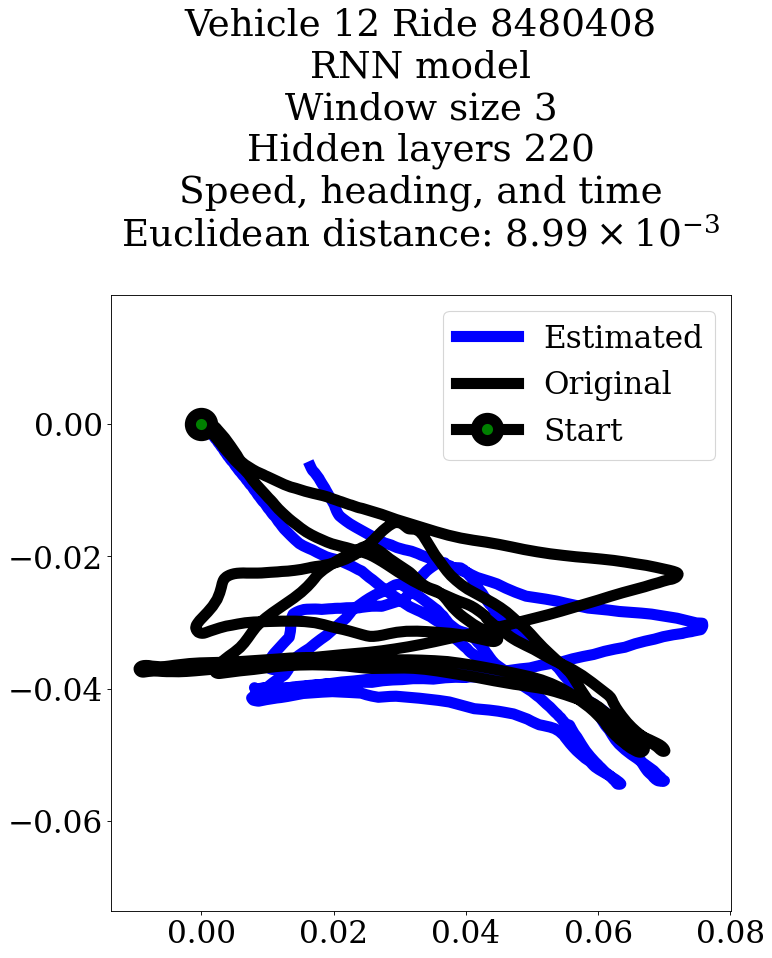 Vehicle 12 Ride 8480408
RNN model
Window size 3
Hidden layers 220
Speed, heading, and time
Euclidean distance: 8.99 × 10⁻³
Estimated
Original
Start
0.00
−0.02
−0.04
−0.06
0.00 0.02 0.04 0.06 0.08